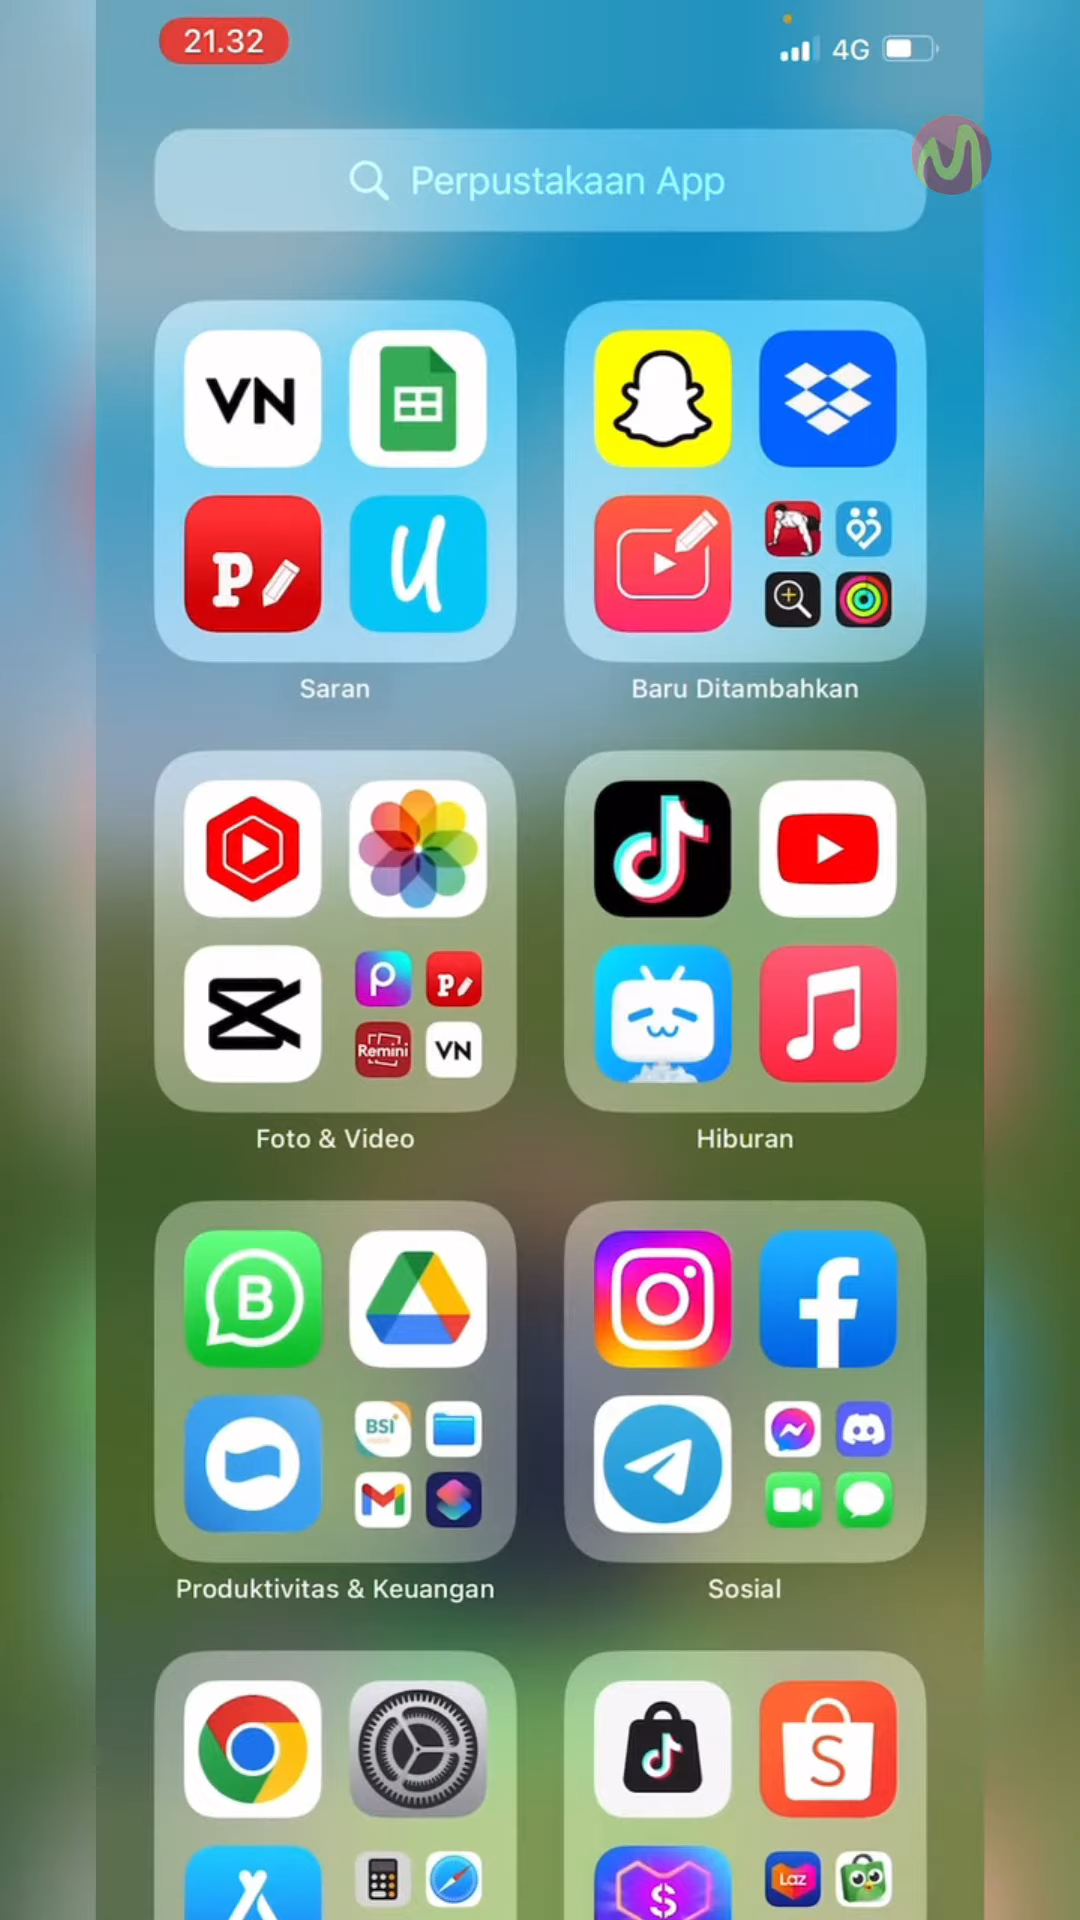 21.32
4G
Perpustakaan App
VN
P
U
Saran
Baru Ditambahkan
P
P
Remini
VN
Foto & Video
Hiburan
B
BSI
M
Produktivitas & Keuangan
f
Sosial
S
Laz
$